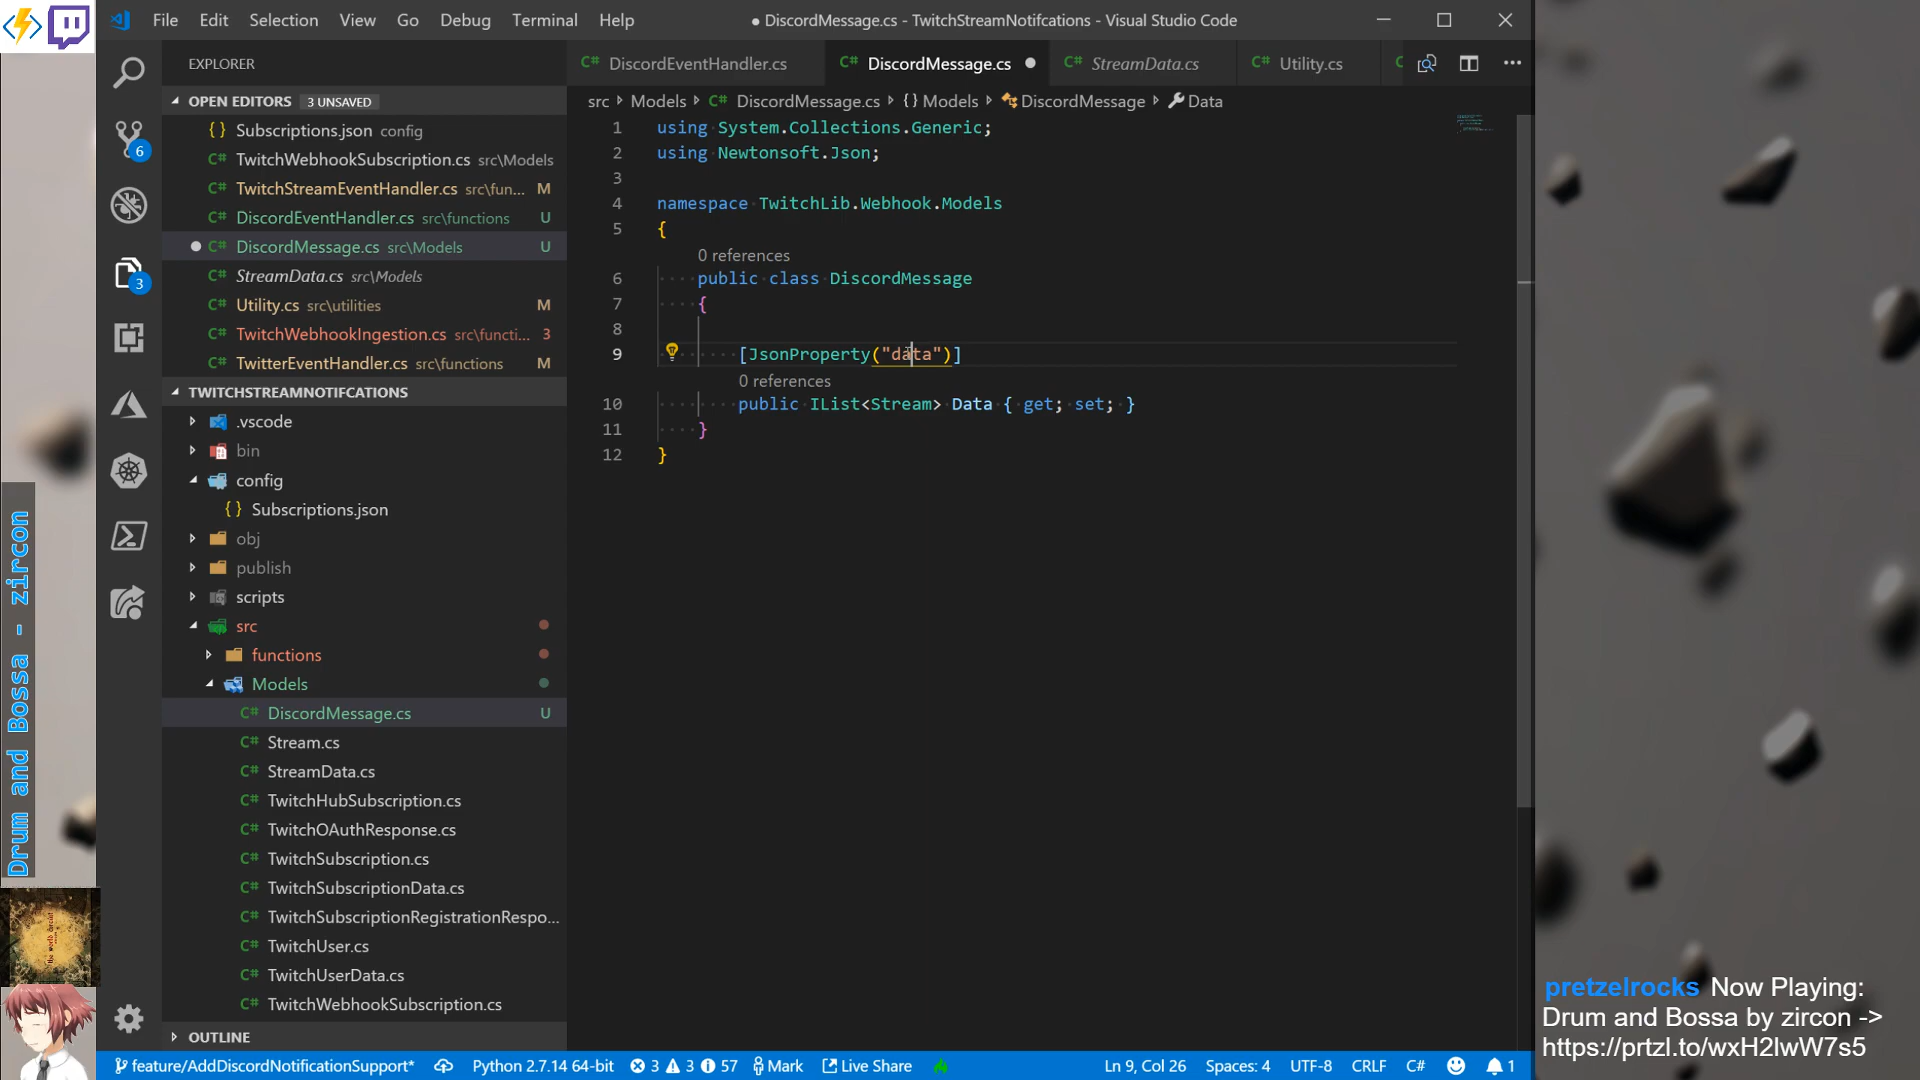 File Edit Selection View Go Debug Terminal Help
● DiscordMessage.cs - TwitchStreamNotifcations - Visual Studio Code
EXPLORER
OPEN EDITORS 3 UNSAVED
{} Subscriptions.json config
C# TwitchWebhookSubscription.cs src\Models
C# TwitchStreamEventHandler.cs src\fun... M
C# DiscordEventHandler.cs src\functions U
C# DiscordMessage.cs src\Models U
C# StreamData.cs src\Models
C# Utility.cs src\utilities M
C# TwitchWebhookIngestion.cs src\functi... 3
C# TwitterEventHandler.cs M
TWITCHSTREAMNOTIFCATIONS
.vscode
bin
config
{} Subscriptions.json
obj
publish
scripts
src
functions
Models
C# DiscordMessage.cs U
C# Stream.cs
C# StreamData.cs
C# TwitchHubSubscription.cs
C# TwitchOAuthResponse.cs
C# TwitchSubscription.cs
C# TwitchSubscriptionData.cs
C# TwitchSubscriptionRegistrationRespo...
C# TwitchUser.cs
C# TwitchUserData.cs
C# TwitchWebhookSubscription.cs
OUTLINE
6
3
C# DiscordEventHandler.cs C# DiscordMessage.cs C# StreamData.cs C# Utility.cs
src Models C# DiscordMessage.cs {} Models DiscordMessage Data
1 using System.Collections.Generic;
2 using Newtonsoft.Json;
3
4 namespace TwitchLib.Webhook.Models
5 {
0 references
6 public class DiscordMessage
7 {
8
9 [JsonProperty("data")]
0 references
10 public IList<Stream> Data { get; set; }
11 }
12 }
feature/AddDiscordNotificationSupport* Python 2.7.14 64-bit 3 3 57 Mark Live Share Ln 9, Col 26 Spaces: 4 UTF-8 CRLF C# 1
Drum and Bossa - zircon
pretzelrocks Now Playing:
Drum and Bossa by zircon ->
https://prtzl.to/wxH2lwW7s5